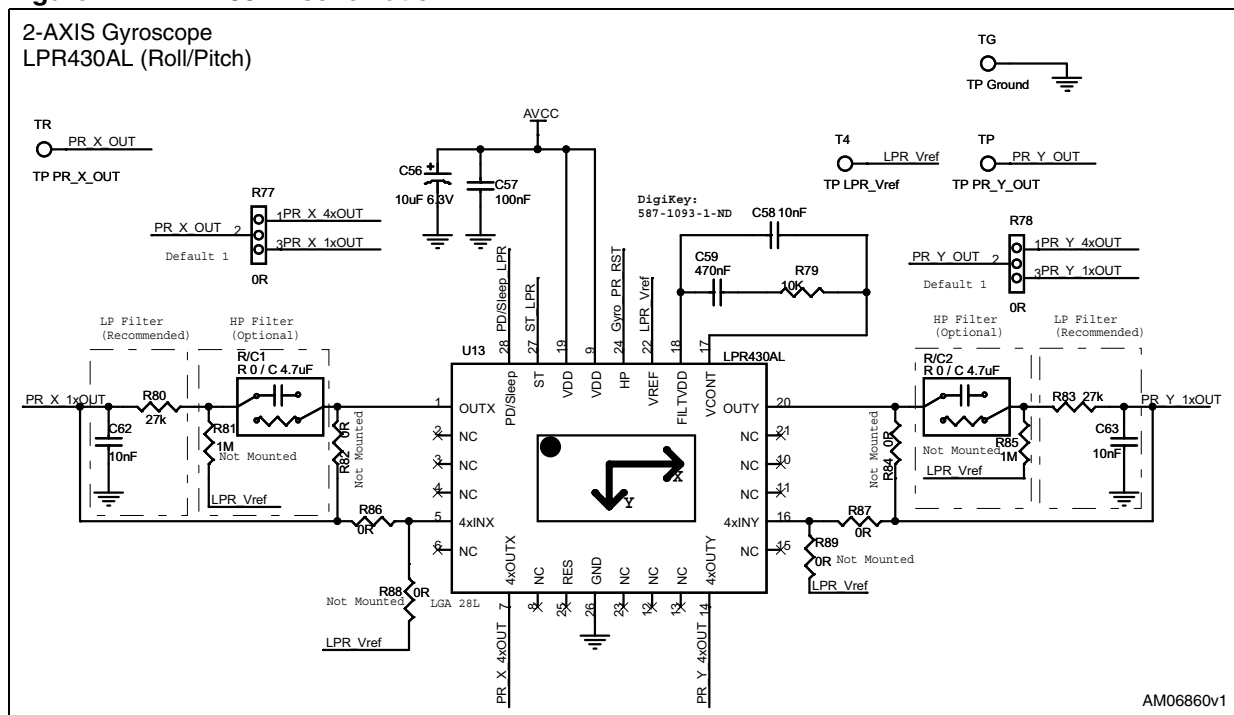 2-AXIS Gyroscope
LPR430AL (Roll/Pitch)
TG
TP Ground
TR
PR_X_OUT
TP PR_X_OUT
AVCC
T4
LPR_Vref
TP LPR_Vref
TP
PR_Y_OUT
TP PR_Y_OUT
C56
10uF 6.3V
C57
100nF
R77
PR_X_OUT
2
1
PR_X_4xOUT
3
PR_X_1xOUT
Default 1
0R
DigiKey:
587-1093-1-ND
C58 10nF
C59
470nF
R79
10K
R78
PR_Y_OUT
2
1
PR_Y_4xOUT
3
PR_Y_1xOUT
Default 1
0R
PD/Sleep_LPR
ST_LPR
Gyro_PR_RST
LPR_Vref
28
27
19
9
24
22
18
17
U13
LPR430AL
PD/Sleep
ST
VDD
VDD
HP
VREF
FILTVDD
VCONT
LP Filter
(Recommended)
HP Filter
(Optional)
R/C1
R 0 / C 4.7uF
PR_X_1xOUT
R80
27k
C62
10nF
R81
1M
Not Mounted
LPR_Vref
R82
0R
R86
0R
R88
0R
Not Mounted
LPR_Vref
1
OUTX
2
NC
3
NC
4
NC
5
4xINX
6
NC
X
Y
OUTY
20
NC
21
NC
10
NC
11
4xINY
16
NC
15
4xOUTX
NC
RES
GND
NC
NC
NC
4xOUTY
LGA 28L
7
8
25
26
23
12
13
14
PR_X_4xOUT
PR_Y_4xOUT
HP Filter
(Optional)
LP Filter
(Recommended)
R/C2
R 0 / C 4.7uF
R83 27k
PR_Y_1xOUT
Not Mounted
R84
0R
R85
1M
C63
10nF
LPR_Vref
R87
0R
R89
0R
Not Mounted
LPR_Vref
AM06860v1